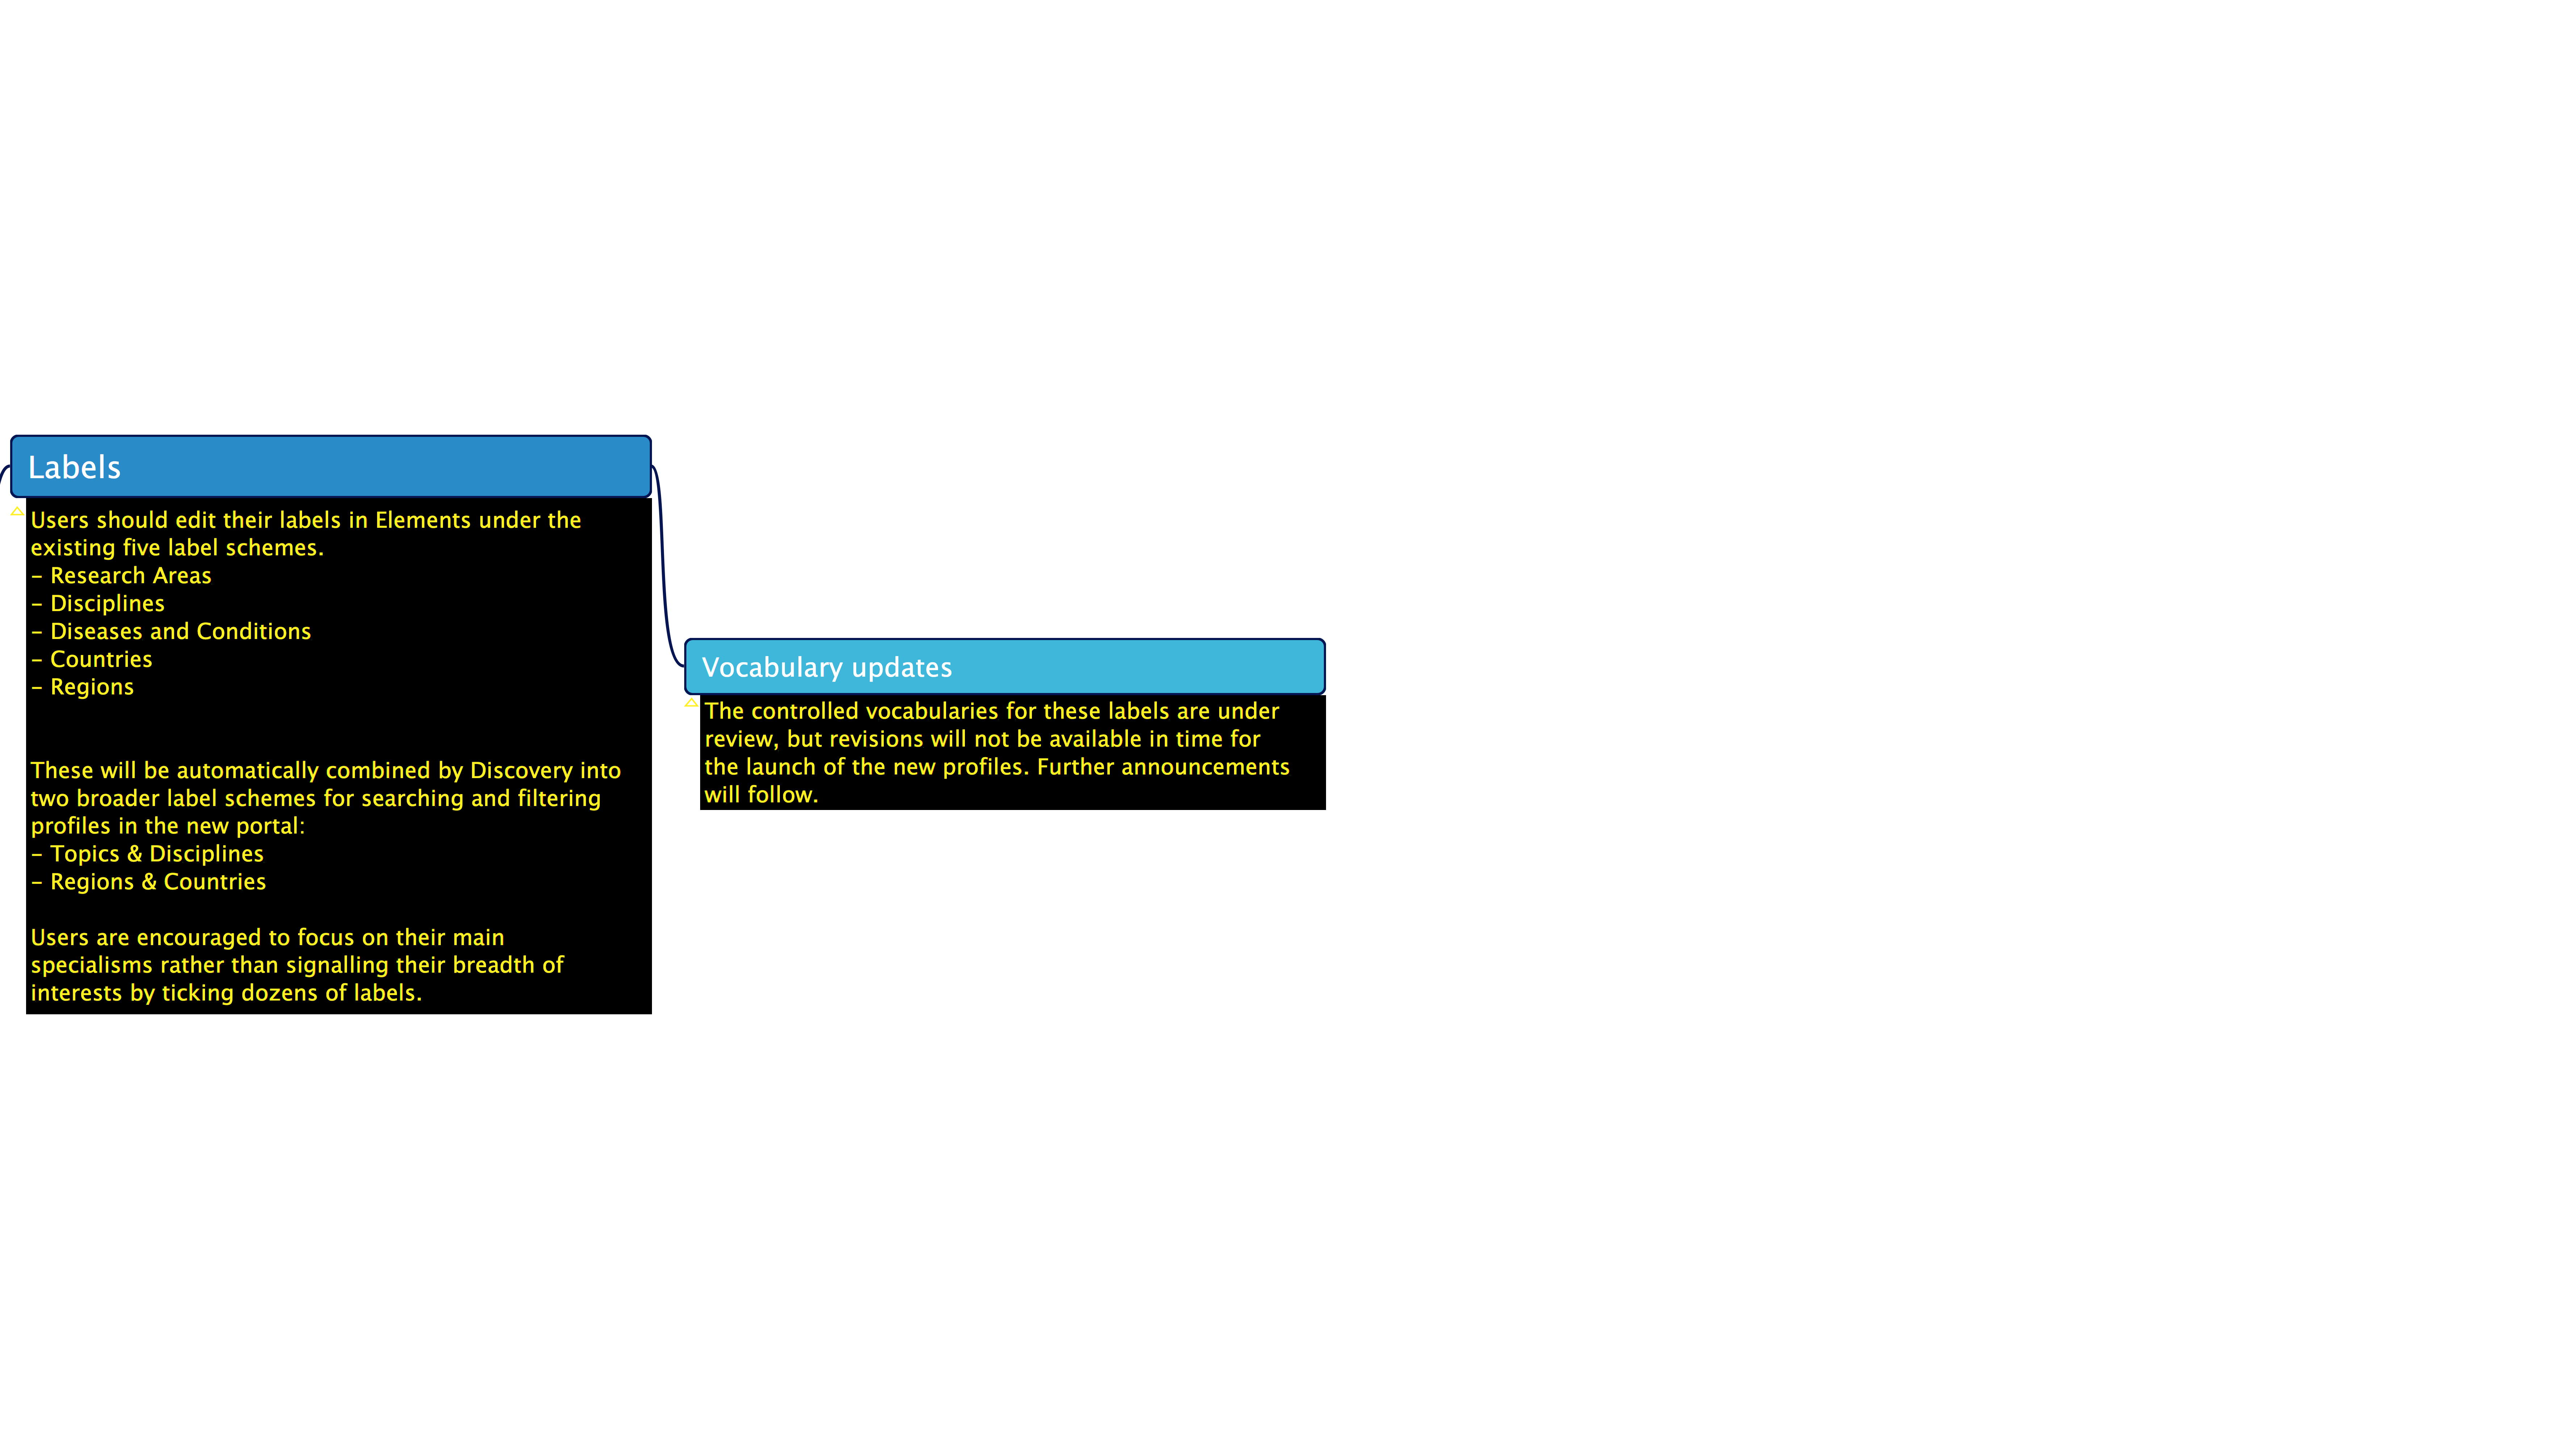 Labels
Users should edit their labels in Elements under the
existing five label schemes.
– Research Areas
– Disciplines
– Diseases and Conditions
– Countries
– Regions
These will be automatically combined by Discovery into
two broader label schemes for searching and filtering
profiles in the new portal:
– Topics & Disciplines
– Regions & Countries
Users are encouraged to focus on their main
specialisms rather than signalling their breadth of
interests by ticking dozens of labels.
Vocabulary updates
The controlled vocabularies for these labels are under
review, but revisions will not be available in time for
the launch of the new profiles. Further announcements
will follow.